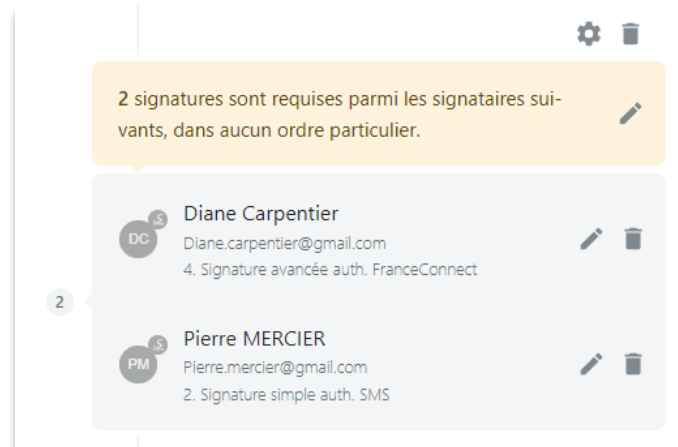 2 signatures sont requises parmi les signataires sui-
vants, dans aucun ordre particulier.
DC
Diane Carpentier
Diane.carpentier@gmail.com
4. Signature avancée auth. FranceConnect
2
PM
Pierre MERCIER
Pierre.mercier@gmail.com
2. Signature simple auth. SMS